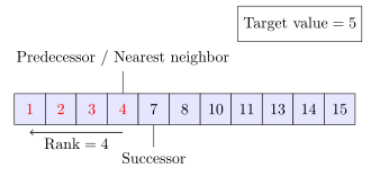 Target value = 5
Predecessor / Nearest neighbor
1 2 3 4 7 8 10 11 13 14 15
Rank = 4
Successor